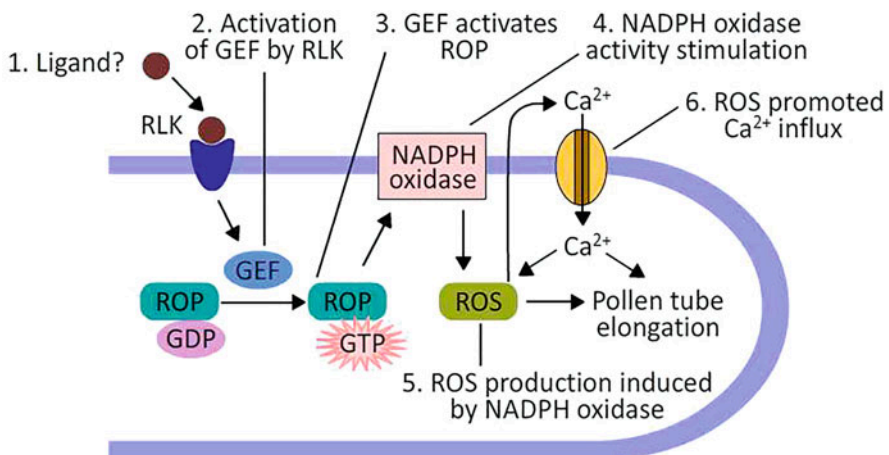 1. Ligand?
2. Activation
of GEF by RLK
3. GEF activates
ROP
4. NADPH oxidase
activity stimulation
RLK
NADPH
oxidase
Ca²⁺
6. ROS promoted
Ca²⁺ influx
GEF
Ca²⁺
ROP
GDP
ROP
GTP
ROS
Pollen tube
elongation
5. ROS production induced
by NADPH oxidase